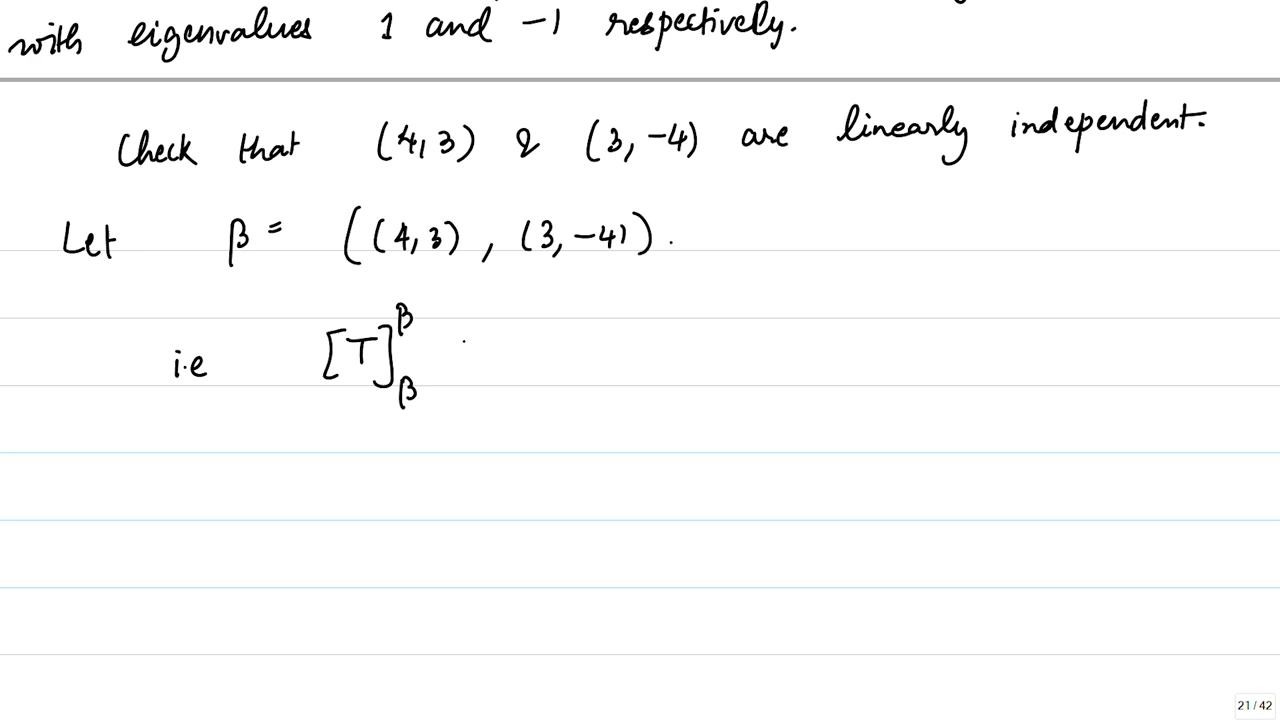 with eigenvalues 1 and -1 respectively.
Check that (4,3) & (3,-4) are linearly independent.
Let β = ((4,3), (3,-4)).
i.e [T]_β^β
21 / 42